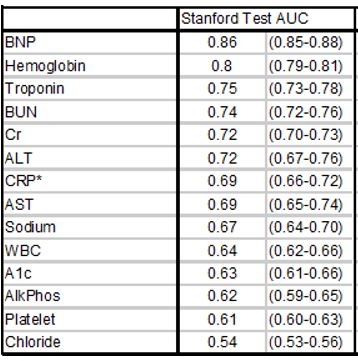 Stanford Test AUC
BNP 0.86 (0.85-0.88)
Hemoglobin 0.8 (0.79-0.81)
Troponin 0.75 (0.73-0.78)
BUN 0.74 (0.72-0.76)
Cr 0.72 (0.70-0.73)
ALT 0.72 (0.67-0.76)
CRP* 0.69 (0.66-0.72)
AST 0.69 (0.65-0.74)
Sodium 0.67 (0.64-0.70)
WBC 0.64 (0.62-0.66)
A1c 0.63 (0.61-0.66)
AlkPhos 0.62 (0.59-0.65)
Platelet 0.61 (0.60-0.63)
Chloride 0.54 (0.53-0.56)